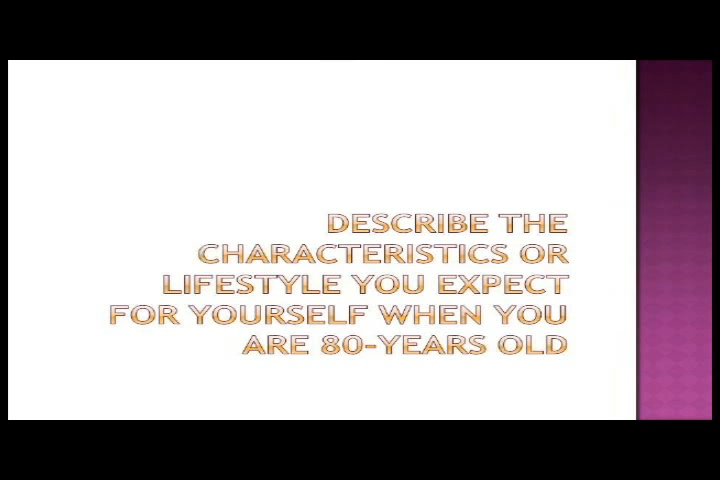 DESCRIBE THE
CHARACTERISTICS OR
LIFESTYLE YOU EXPECT
FOR YOURSELF WHEN YOU
ARE 80-YEARS OLD